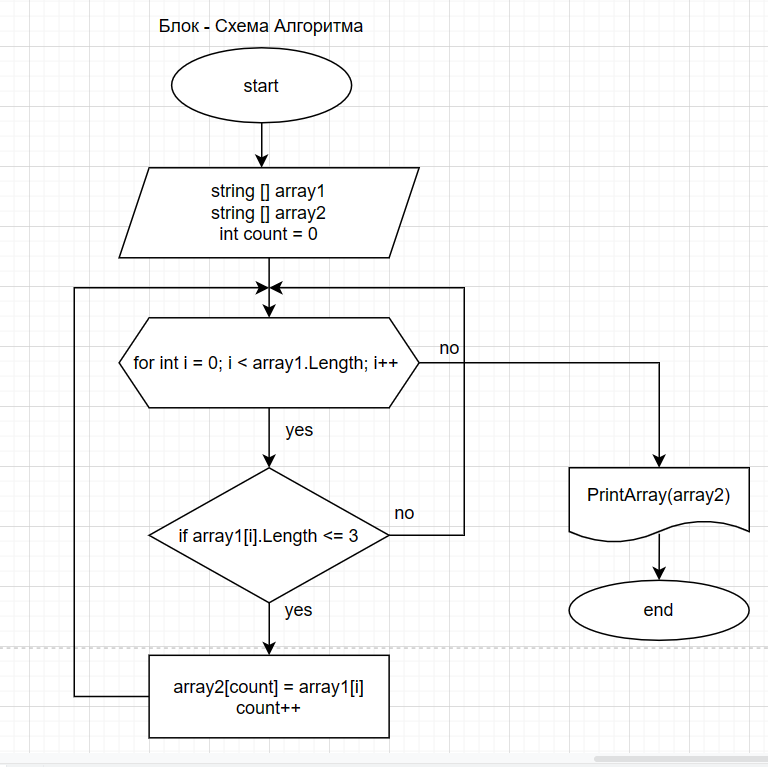 Блок - Схема Алгоритма
start
string [] array1
string [] array2
int count = 0
for int i = 0; i < array1.Length; i++
no
yes
if array1[i].Length <= 3
no
yes
array2[count] = array1[i]
count++
PrintArray(array2)
end